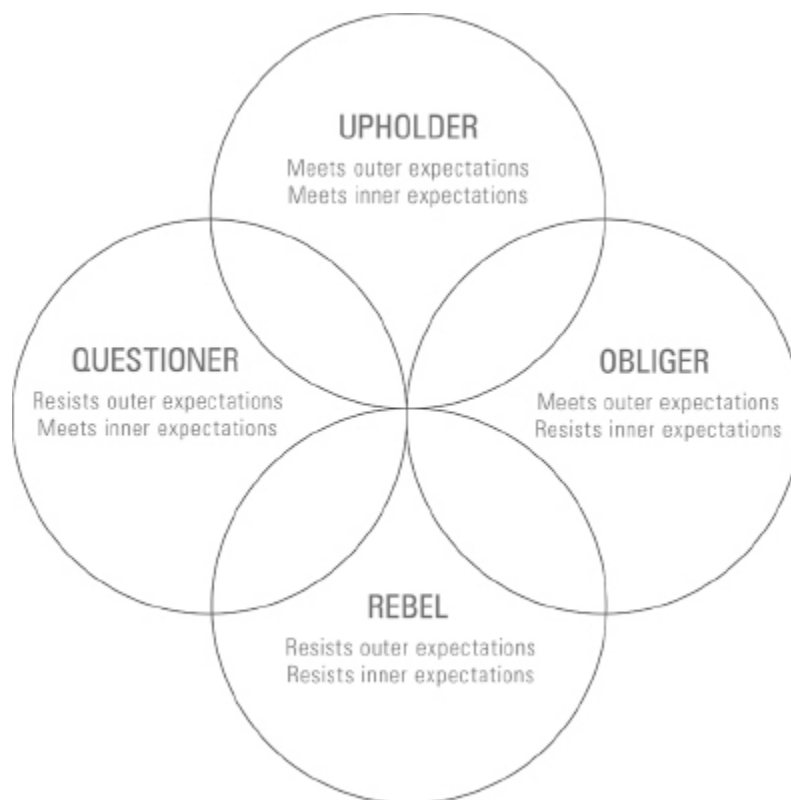 UPHOLDER
Meets outer expectations
Meets inner expectations
QUESTIONER
Resists outer expectations
Meets inner expectations
OBLIGER
Meets outer expectations
Resists inner expectations
REBEL
Resists outer expectations
Resists inner expectations